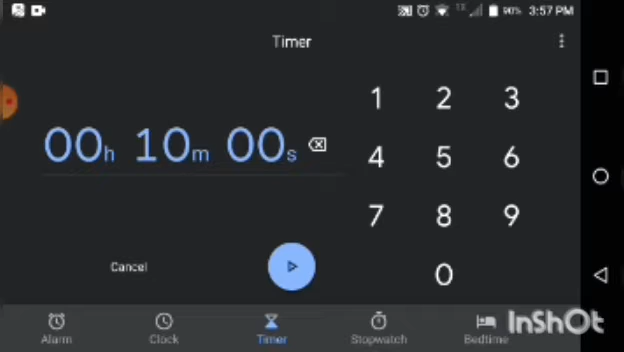 90% 3:57 PM
Timer
00h 10m 00s
1 2 3
4 5 6
7 8 9
0
Cancel
Alarm Clock Timer Stopwatch Bedtime
InShOt